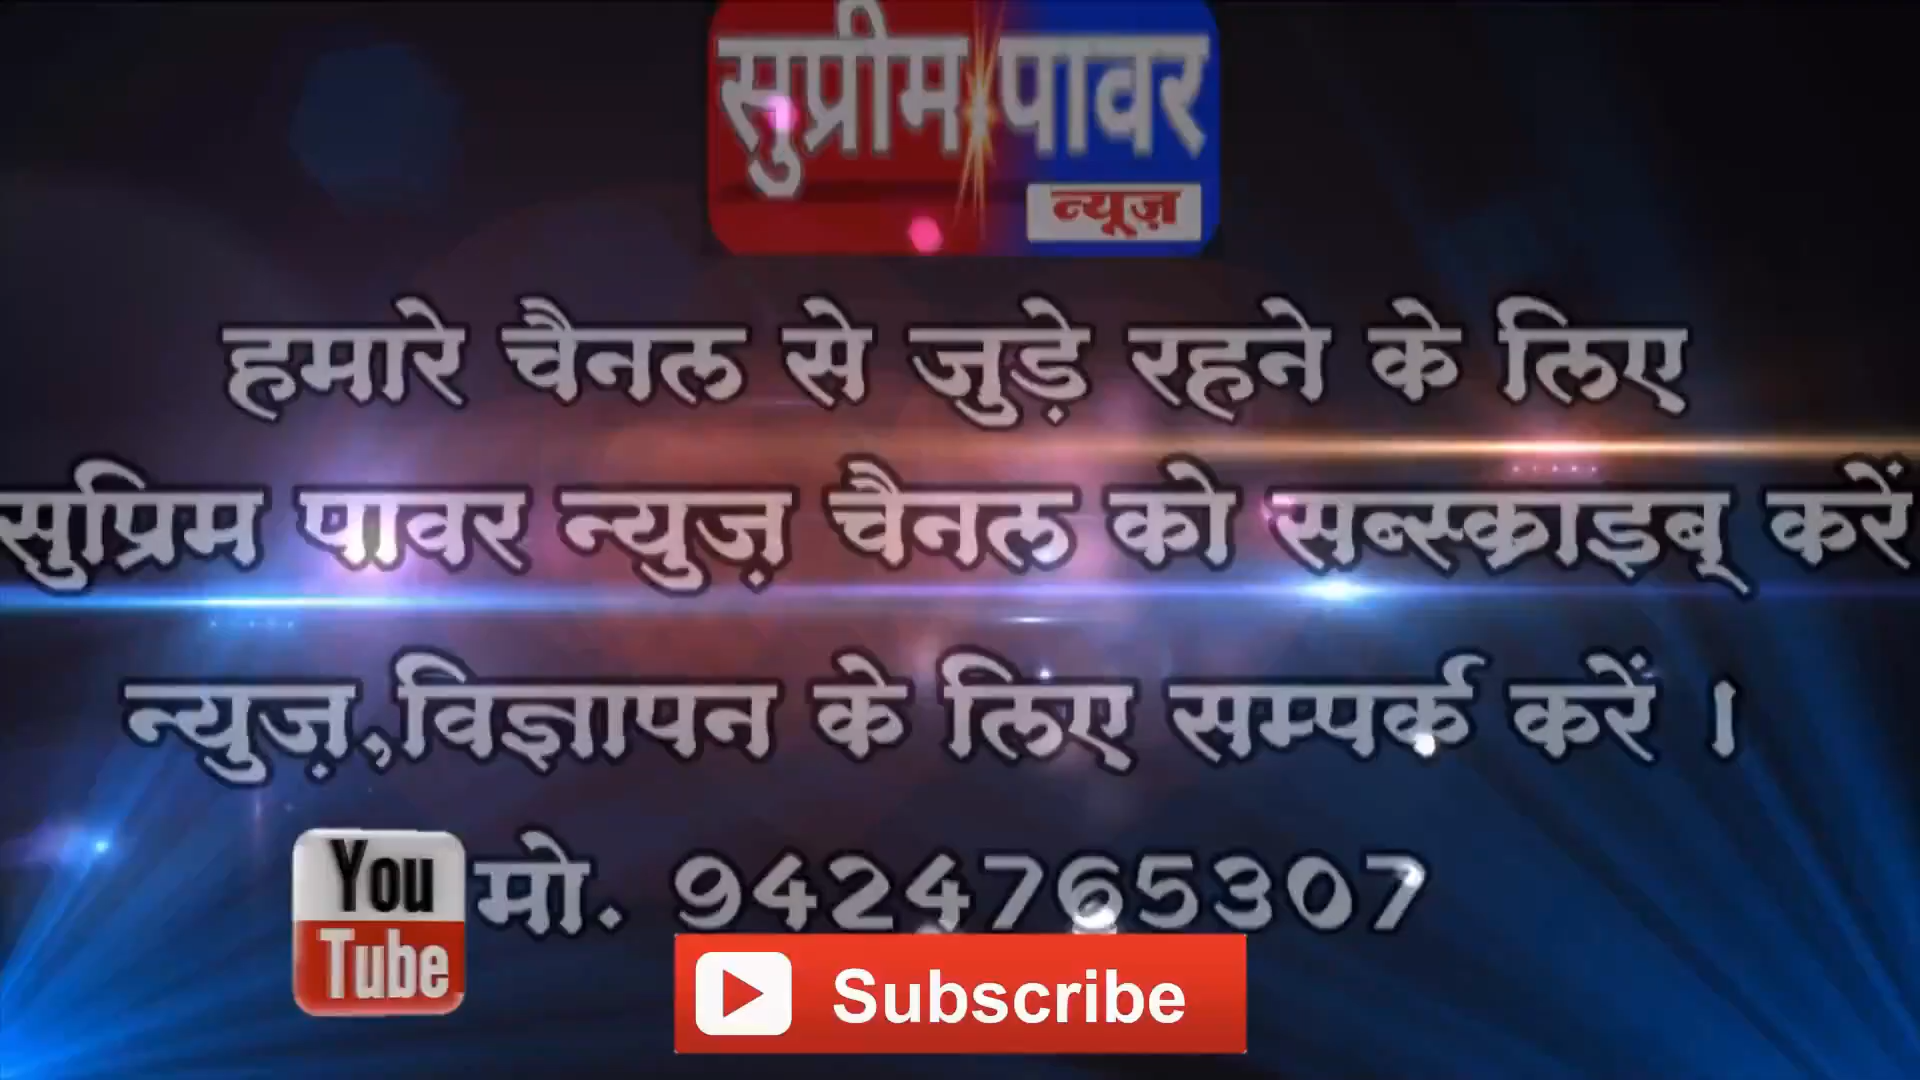 सुप्रीम पावर
न्यूज़
हमारे चैनल से जुड़े रहने के लिए
सुप्रिम पावर न्युज़ चैनल को सब्स्क्राइब् करें
न्युज़,विज्ञापन के लिए सम्पर्क करें ।
मो. 9424765307
You
Tube
Subscribe